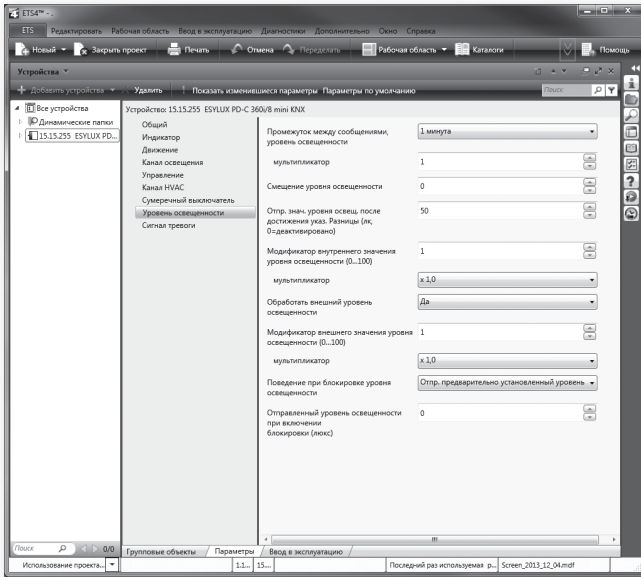 ETS4™ - .
ETS Редактировать Рабочая область Ввод в эксплуатацию Диагностики Дополнительно Окно Справка
Новый Закрыть проект Печать Отмена Переделать Рабочая область Каталоги Помощь
Устройства
Добавить устройства Удалить Показать изменившиеся параметры Параметры по умолчанию Поиск
Все устройства
Динамические папки
15.15.255 ESYLUX PD...
Устройство: 15.15.255 ESYLUX PD-C 360i/8 mini KNX
Общий
Индикатор
Движение
Канал освещения
Управление
Канал HVAC
Сумеречный выключатель
Уровень освещенности
Сигнал тревоги
Промежуток между сообщениями,
уровень освещенности
1 минута
мультипликатор 1
Смещение уровня освещенности 0
Отпр. знач. уровня освещ. после
достижения указ. Разницы (лк,
0=деактивировано)
50
Модификатор внутреннего значения
уровня освещенности (0...100)
1
мультипликатор x 1,0
Обработать внешний уровень
освещенности
Да
Модификатор внешнего значения уровня
освещенности (0...100)
1
мультипликатор x 1,0
Поведение при блокировке уровня
освещенности
Отпр. предварительно установленный уровень
Отправленный уровень освещенности
при включении
блокировки (люкс)
0
Поиск 0/0
Групповые объекты Параметры Ввод в эксплуатацию
Использование проекта... 1.1... 15.... Последний раз используемая р... Screen_2013_12_04.mdf